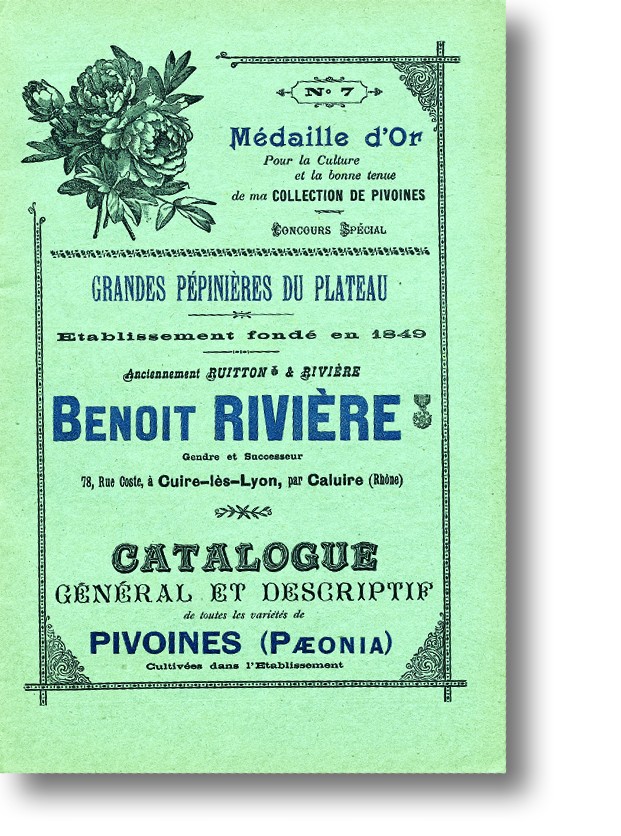 N° 7
Médaille d'Or
Pour la Culture
et la bonne tenue
de ma COLLECTION DE PIVOINES
CONCOURS SPÉCIAL
GRANDES PÉPINIÈRES DU PLATEAU
Etablissement fondé en 1849
Anciennement BUITTON & RIVIÈRE
BENOIT RIVIÈRE
Gendre et Successeur
78, Rue Coste, à Cuire-lès-Lyon, par Caluire (Rhône)
CATALOGUE
GÉNÉRAL ET DESCRIPTIF
de toutes les variétés de
PIVOINES (PÆONIA)
Cultivées dans l'Etablissement